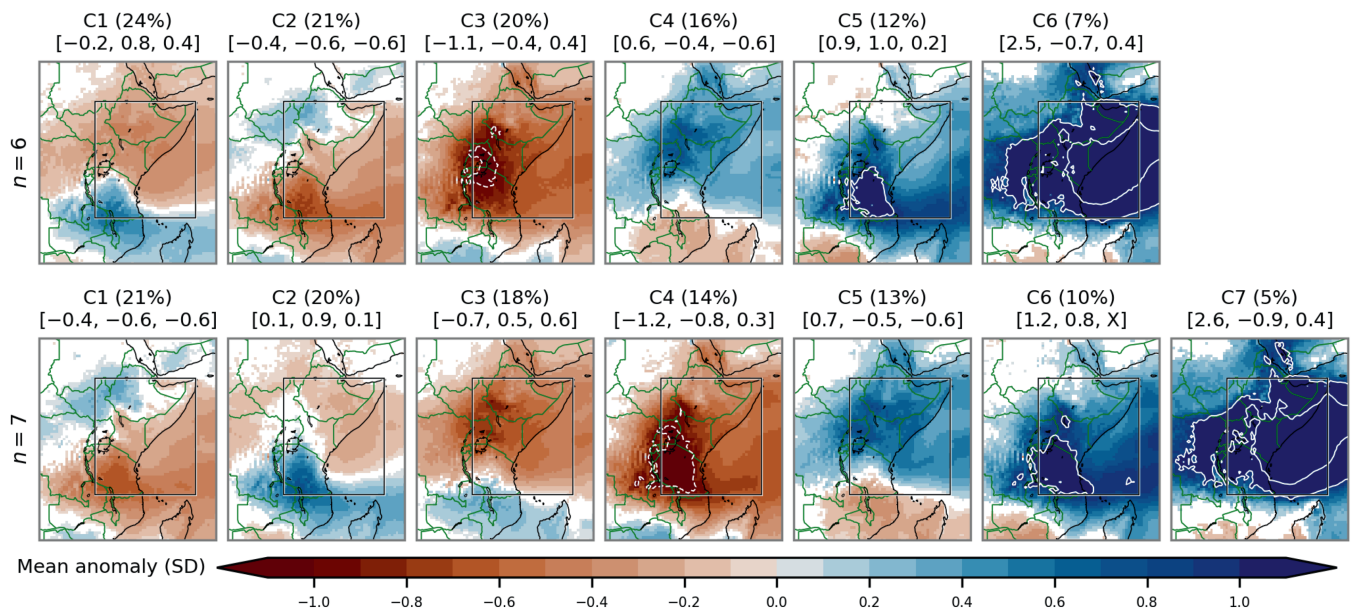 C1 (24%) C2 (21%) C3 (20%) C4 (16%) C5 (12%) C6 (7%)
[−0.2, 0.8, 0.4] [−0.4, −0.6, −0.6] [−1.1, −0.4, 0.4] [0.6, −0.4, −0.6] [0.9, 1.0, 0.2] [2.5, −0.7, 0.4]
n = 6
C1 (21%) C2 (20%) C3 (18%) C4 (14%) C5 (13%) C6 (10%) C7 (5%)
[−0.4, −0.6, −0.6] [0.1, 0.9, 0.1] [−0.7, 0.5, 0.6] [−1.2, −0.8, 0.3] [0.7, −0.5, −0.6] [1.2, 0.8, X] [2.6, −0.9, 0.4]
n = 7
Mean anomaly (SD)
−1.0 −0.8 −0.6 −0.4 −0.2 0.0 0.2 0.4 0.6 0.8 1.0